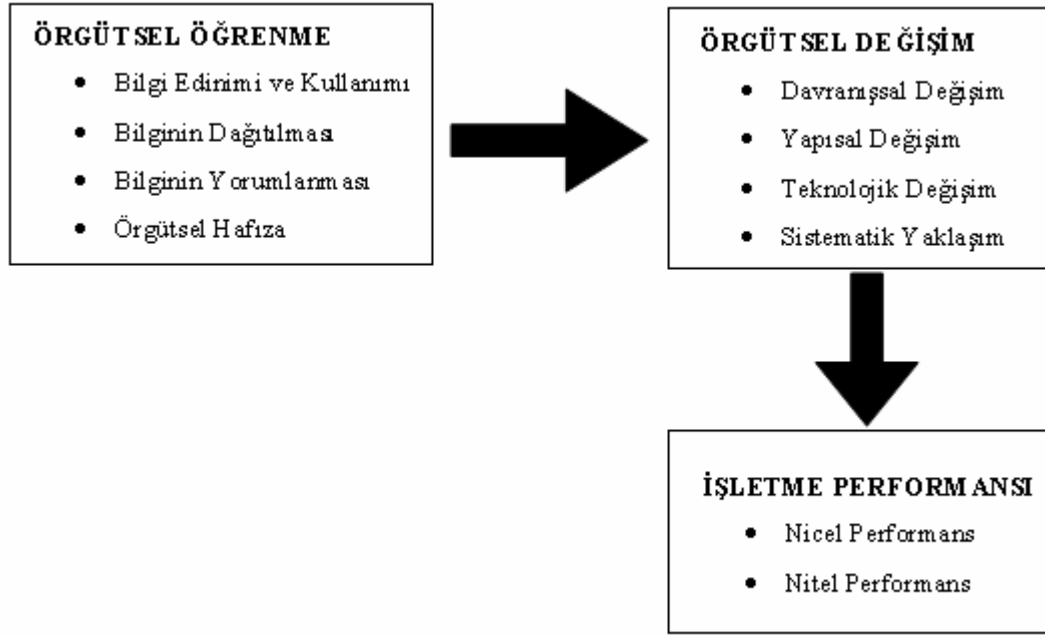 ÖRGÜTSEL ÖĞRENME
• Bilgi Edinimi ve Kullanımı
• Bilginin Dağıtılması
• Bilginin Yorumlanması
• Örgütsel Hafıza
ÖRGÜTSEL DEĞİŞİM
• Davranışsal Değişim
• Yapısal Değişim
• Teknolojik Değişim
• Sistematik Yaklaşım
İŞLETME PERFORMANSI
• Nicel Performans
• Nitel Performans